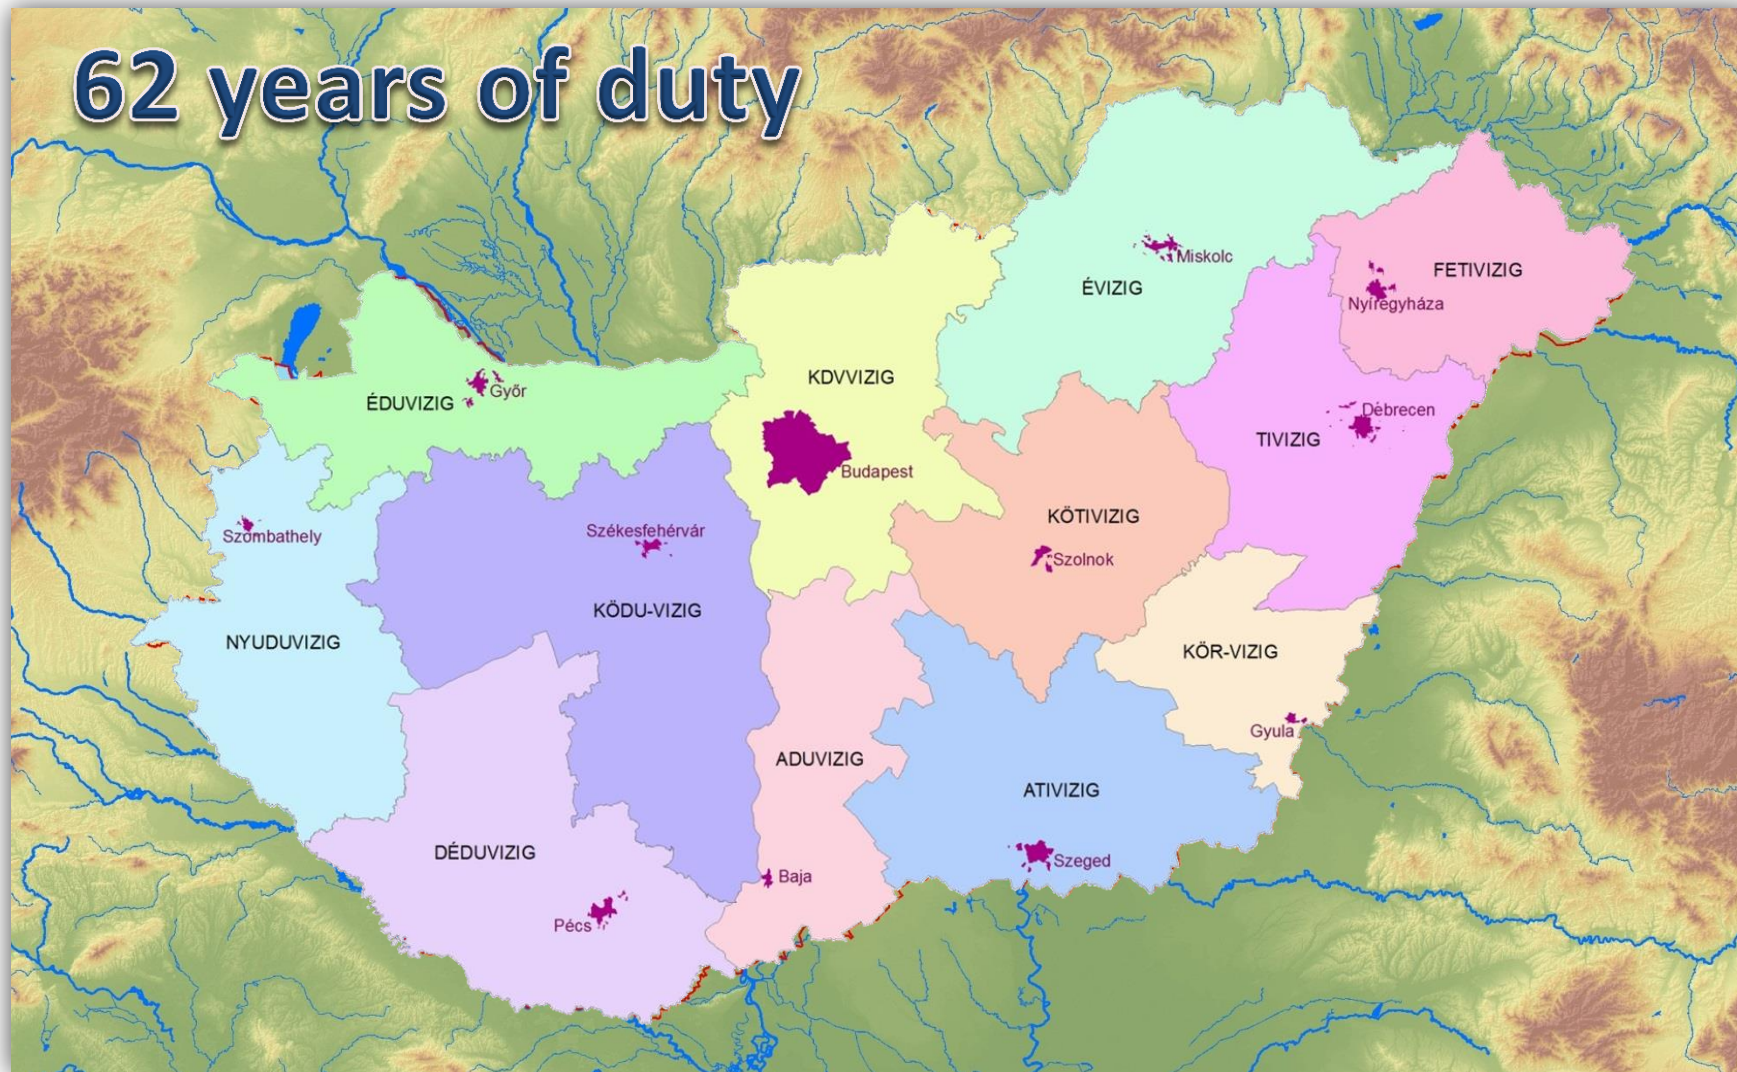 62 years of duty
Miskolc
ÉVIZIG
FETIVIZIG
Nyíregyháza
KDVVIZIG
Győr
ÉDUVIZIG
Debrecen
TIVIZIG
Budapest
KÖTIVIZIG
Székesfehérvár
Szombathely
Szolnok
KÖDU-VIZIG
NYUDUVIZIG
KÖR-VIZIG
Gyula
ADUVIZIG
ATIVIZIG
DÉDUVIZIG
Szeged
Baja
Pécs